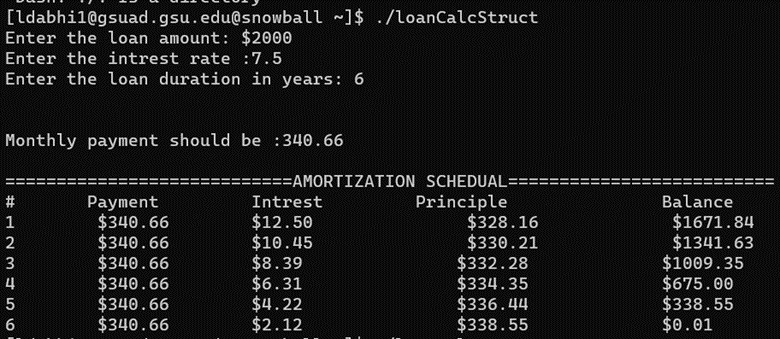 [ldabhi1@gsuad.gsu.edu@snowball ~]$ ./loanCalcStruct
Enter the loan amount: $2000
Enter the intrest rate :7.5
Enter the loan duration in years: 6
Monthly payment should be :340.66
============================AMORTIZATION SCHEDUAL==========================
# Payment Intrest Principle Balance
1 $340.66 $12.50 $328.16 $1671.84
2 $340.66 $10.45 $330.21 $1341.63
3 $340.66 $8.39 $332.28 $1009.35
4 $340.66 $6.31 $334.35 $675.00
5 $340.66 $4.22 $336.44 $338.55
6 $340.66 $2.12 $338.55 $0.01